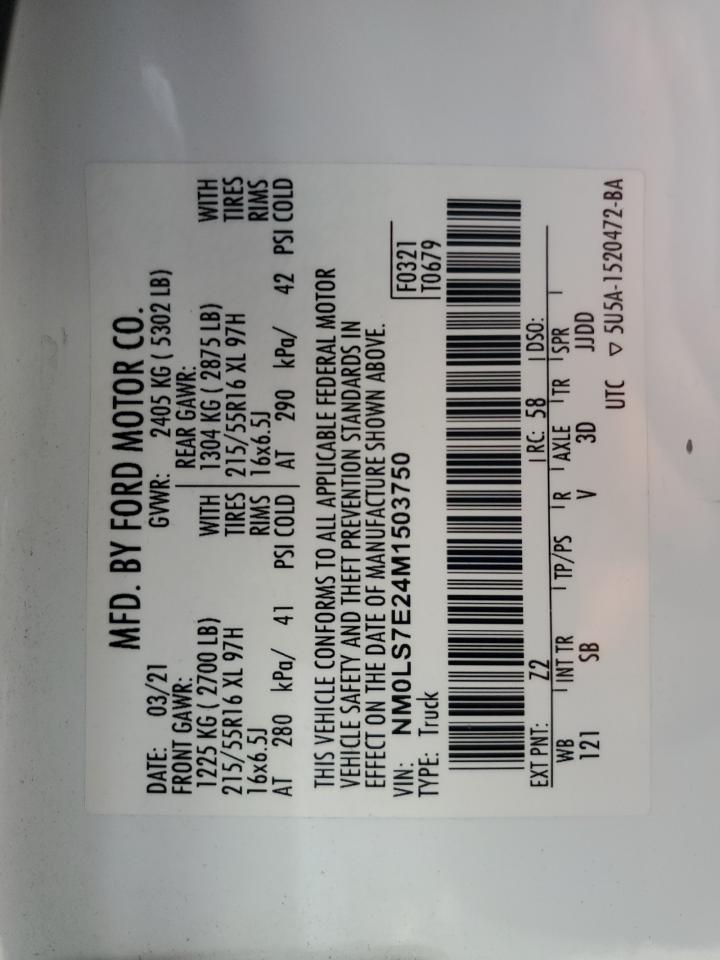 MFD. BY FORD MOTOR CO.
DATE: 03/21 GVWR: 2405 KG ( 5302 LB)
FRONT GAWR: REAR GAWR:
1225 KG ( 2700 LB) WITH 1304 KG ( 2875 LB) WITH
215/55R16 XL 97H TIRES 215/55R16 XL 97H TIRES
16x6.5J RIMS 16x6.5J RIMS
AT 280 kPa/ 41 PSI COLD AT 290 kPa/ 42 PSI COLD
THIS VEHICLE CONFORMS TO ALL APPLICABLE FEDERAL MOTOR
VEHICLE SAFETY AND THEFT PREVENTION STANDARDS IN
EFFECT ON THE DATE OF MANUFACTURE SHOWN ABOVE.
VIN: NM0LS7E24M1503750 F0321
TYPE: Truck T0679
EXT PNT: Z2 RC: 58 DSO:
WB INT TR TP/PS R AXLE TR SPR
121 SB V 3D JJDD
UTC ▽ 5U5A-1520472-BA